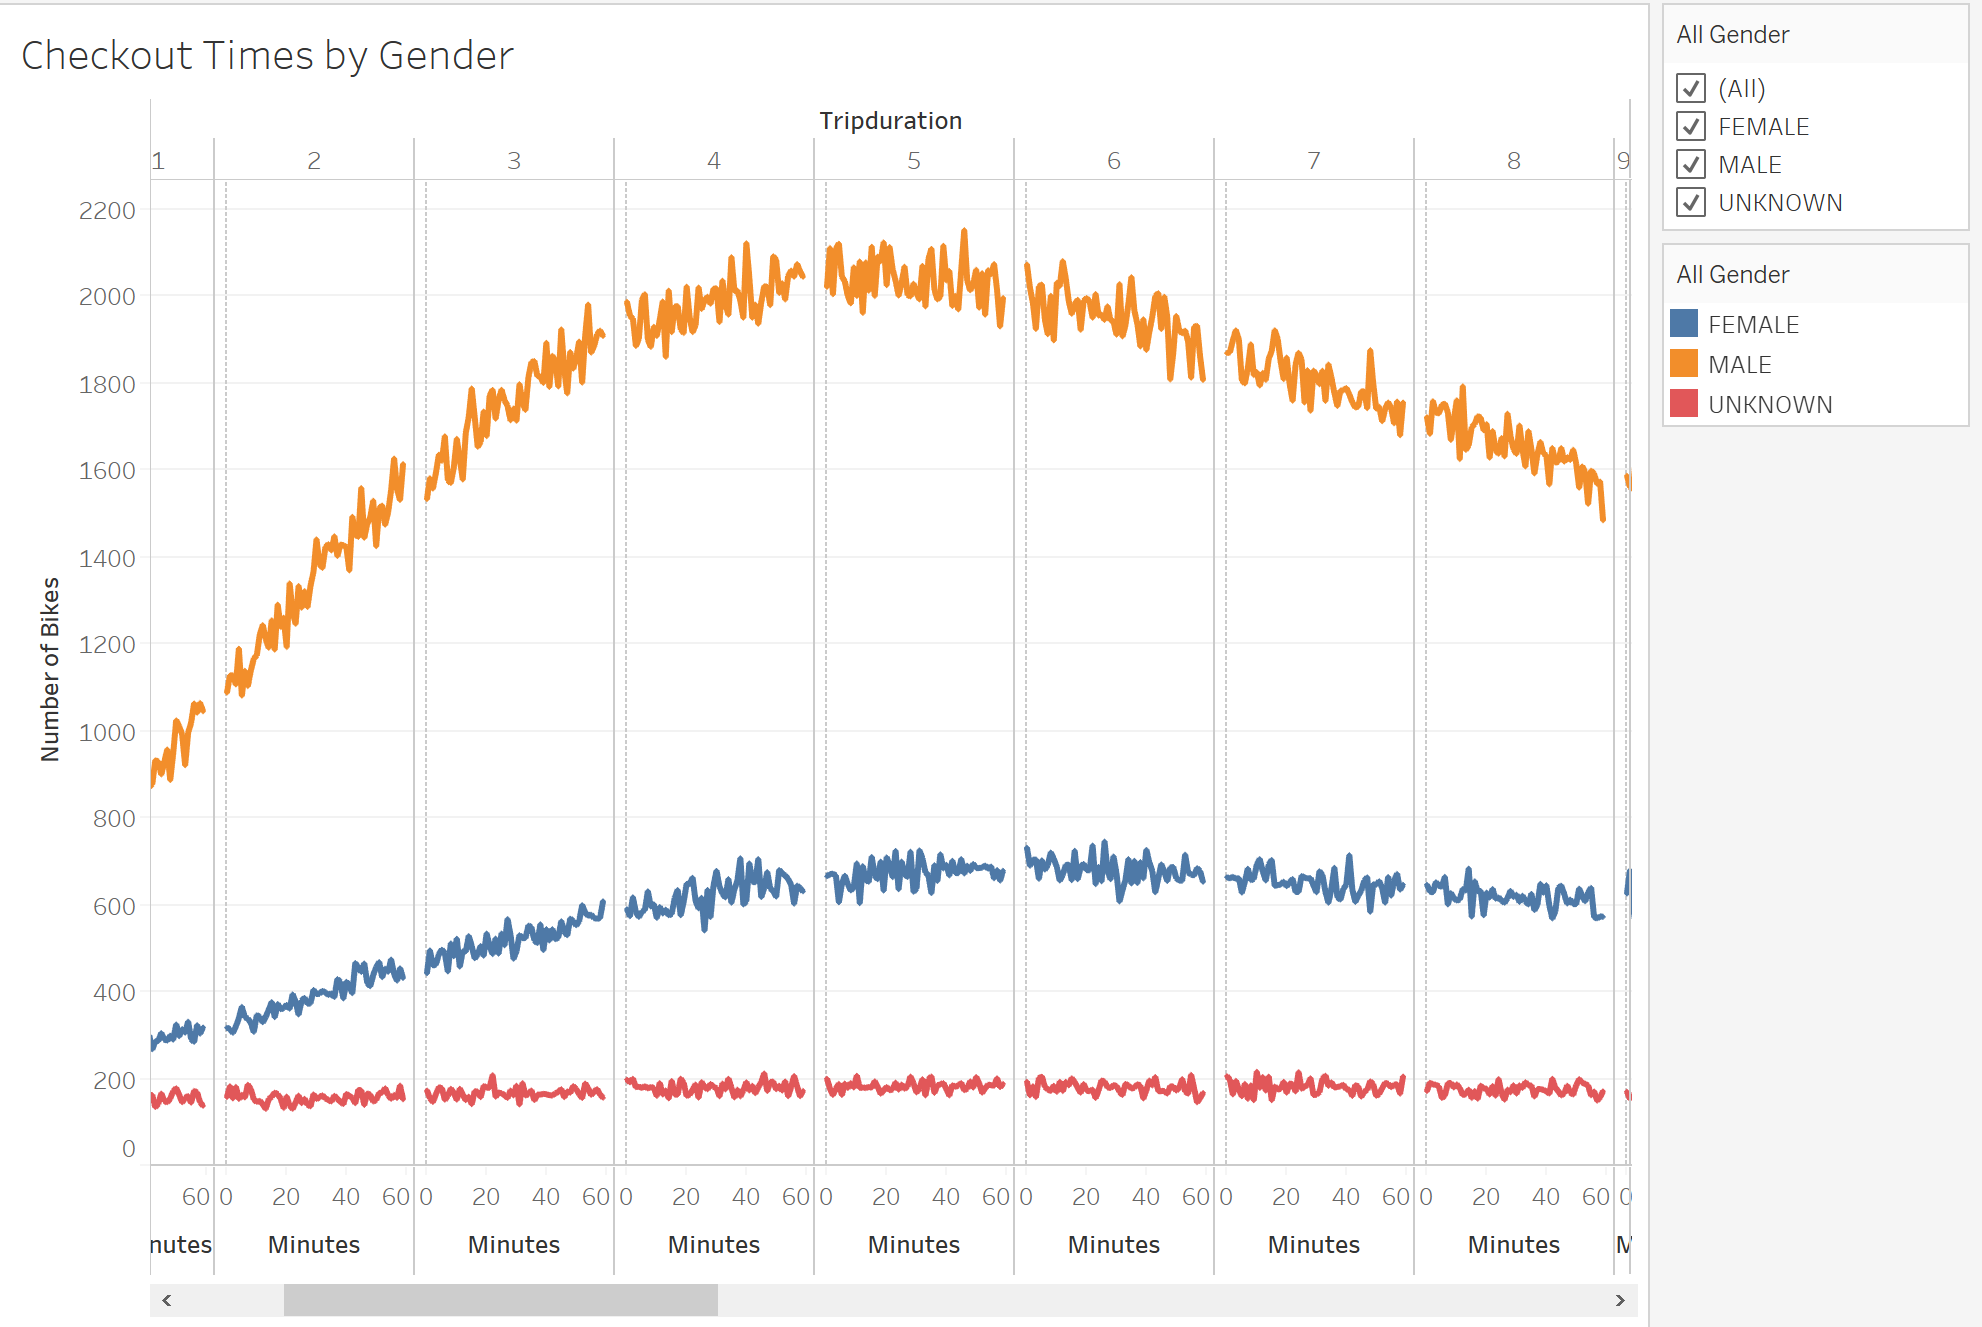 Checkout Times by Gender
Tripduration
1 2 3 4 5 6 7 8 9
2200
2000
1800
1600
1400
1200
1000
800
600
400
200
0
Number of Bikes
60 0 20 40 60 0 20 40 60 0 20 40 60 0 20 40 60 0 20 40 60 0 20 40 60 0 20 40 60 0
nutes Minutes Minutes Minutes Minutes Minutes Minutes Minutes M
All Gender
(All)
FEMALE
MALE
UNKNOWN
All Gender
FEMALE
MALE
UNKNOWN